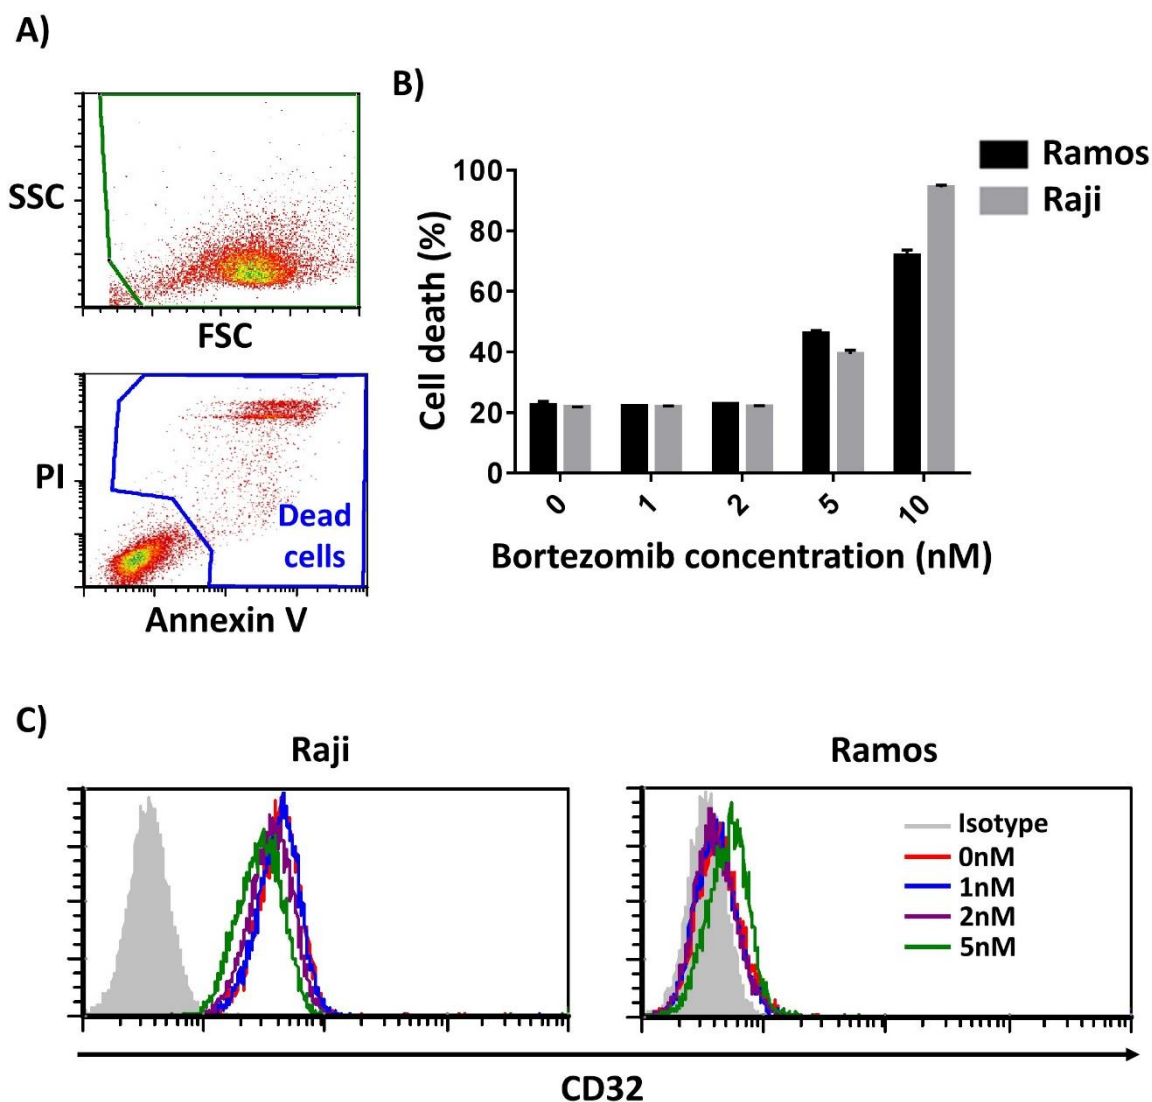 A)
SSC
FSC
PI
Dead
cells
Annexin V
B)
Ramos
Raji
Cell death (%)
100
80
60
40
20
0
0
1
2
5
10
Bortezomib concentration (nM)
C)
Raji
Ramos
Isotype
0nM
1nM
2nM
5nM
CD32